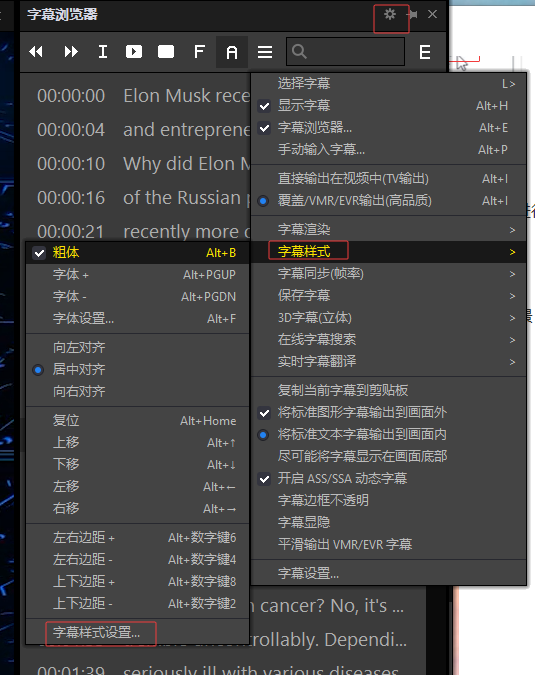 字幕浏览器
F A E
00:00:00 Elon Musk rece
00:00:04 and entreprene
00:00:10 Why did Elon M
00:00:16 of the Russian p
00:00:21 recently more c
选择字幕 L>
显示字幕 Alt+H
字幕浏览器... Alt+E
手动输入字幕... Alt+P
直接输出在视频中(TV输出) Alt+I
覆盖/VMR/EVR输出(高品质) Alt+I
字幕渲染 >
字幕样式 >
字幕同步(帧率) >
保存字幕 >
3D字幕(立体) >
在线字幕搜索 >
实时字幕翻译 >
复制当前字幕到剪贴板
将标准图形字幕输出到画面外
将标准文本字幕输出到画面内
尽可能将字幕显示在画面底部
开启 ASS/SSA 动态字幕
字幕边框不透明
字幕显隐
平滑输出 VMR/EVR 字幕
字幕设置...
粗体 Alt+B
字体 + Alt+PGUP
字体 - Alt+PGDN
字体设置... Alt+F
向左对齐
居中对齐
向右对齐
复位 Alt+Home
上移 Alt+↑
下移 Alt+↓
左移 Alt+←
右移 Alt+→
左右边距 + Alt+数字键6
左右边距 - Alt+数字键4
上下边距 + Alt+数字键8
上下边距 - Alt+数字键2
字幕样式设置...
cancer? No, it's ...
controllably. Dependi...
00:01:39 seriously ill with various diseases